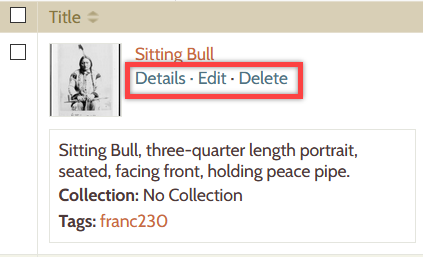 Title
Sitting Bull
Details · Edit · Delete
Sitting Bull, three-quarter length portrait,
seated, facing front, holding peace pipe.
Collection: No Collection
Tags: franc230